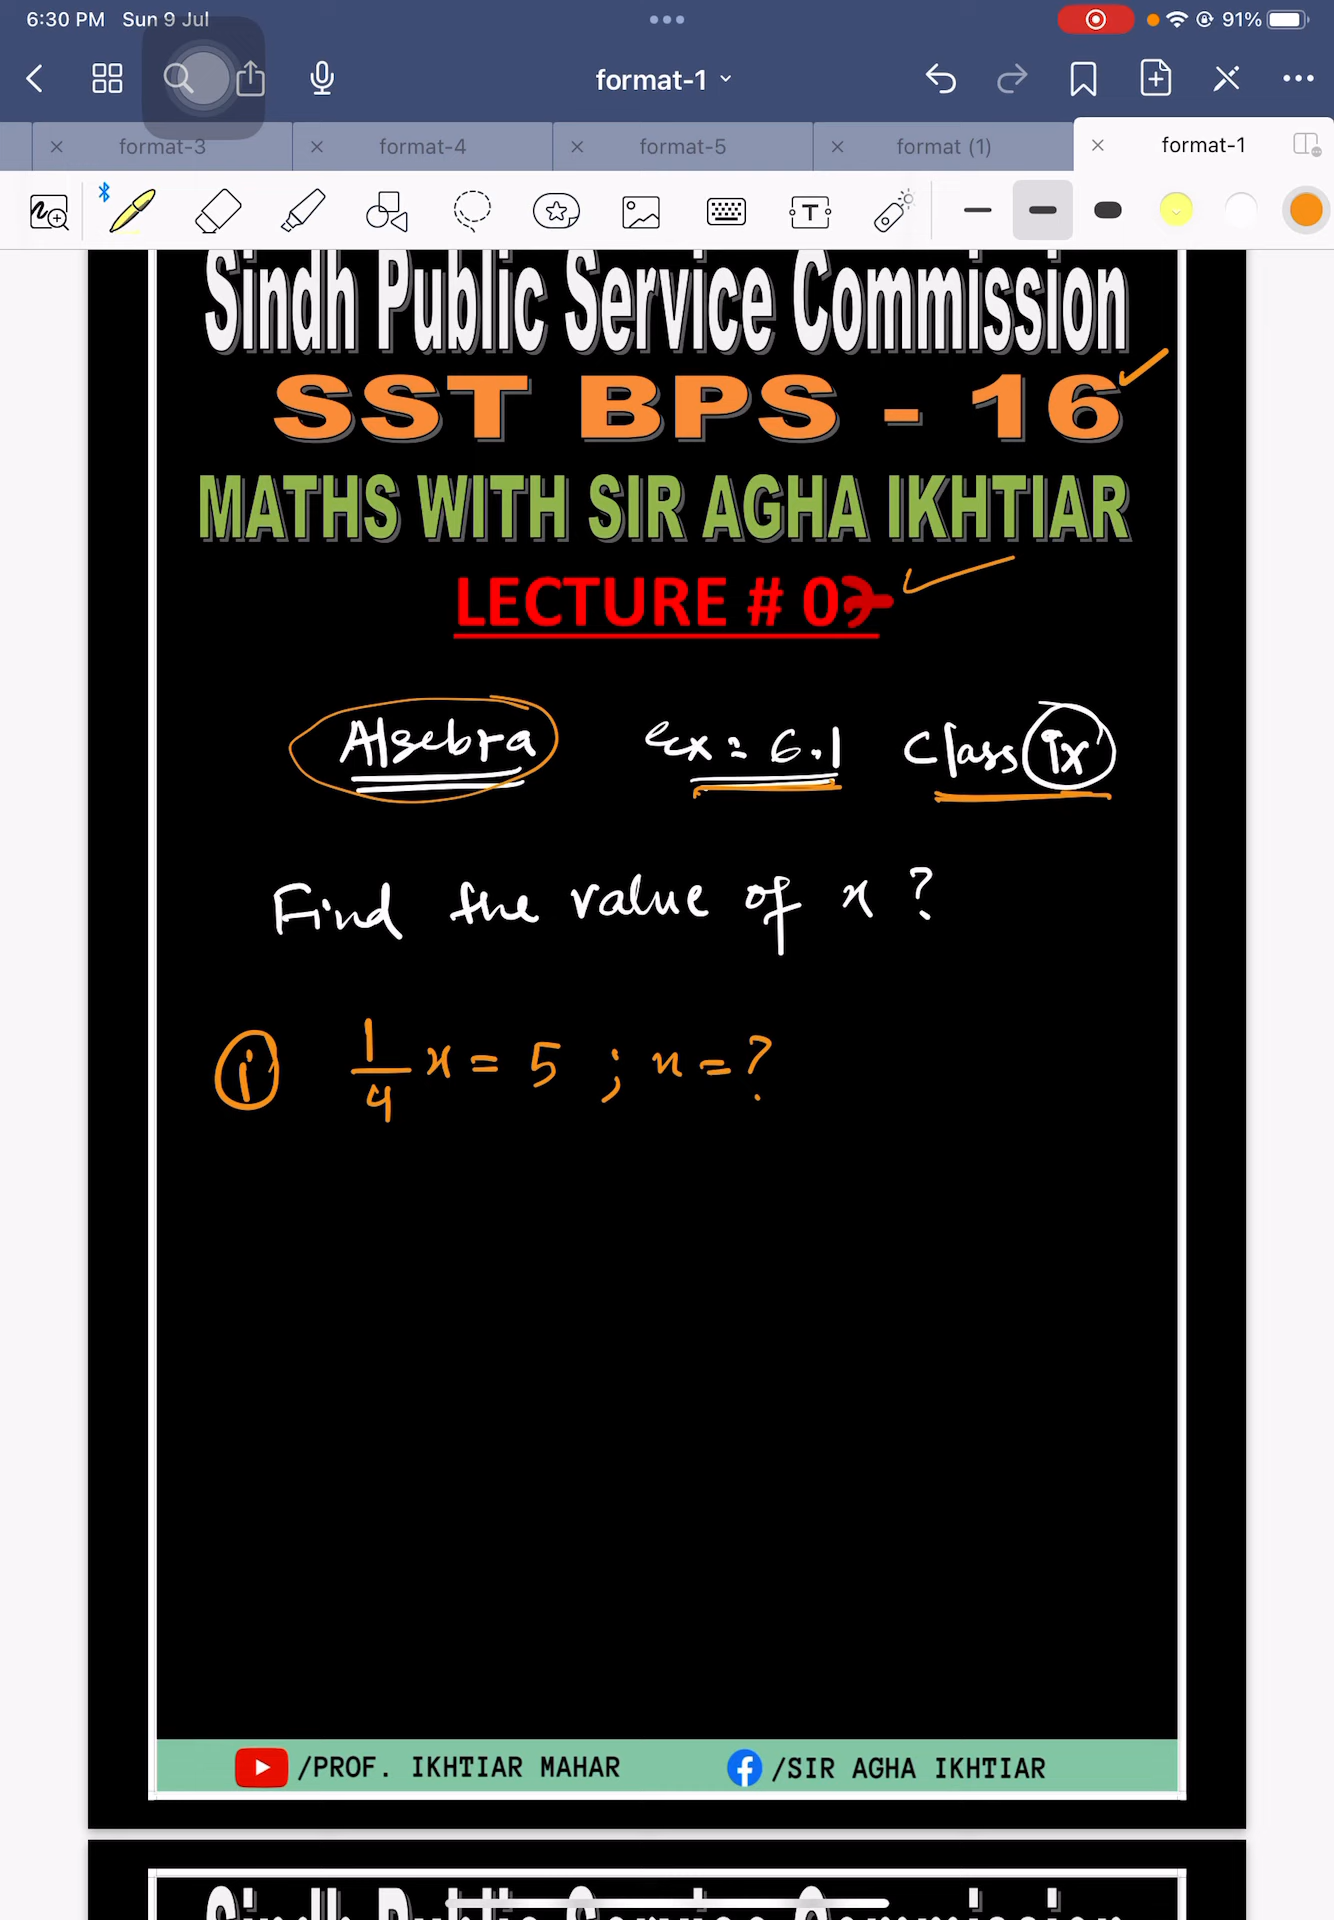 6:30 PM Sun 9 Jul
91%
format-1
format-3
format-4
format-5
format (1)
format-1
T
Sindh Public Service Commission
SST BPS - 16
MATHS WITH SIR AGHA IKHTIAR
LECTURE # 0
Algebra ex = 6.1 Class ix
Find the value of x ?
i 1/4 x = 5 ; x = ?
/PROF. IKHTIAR MAHAR
/SIR AGHA IKHTIAR